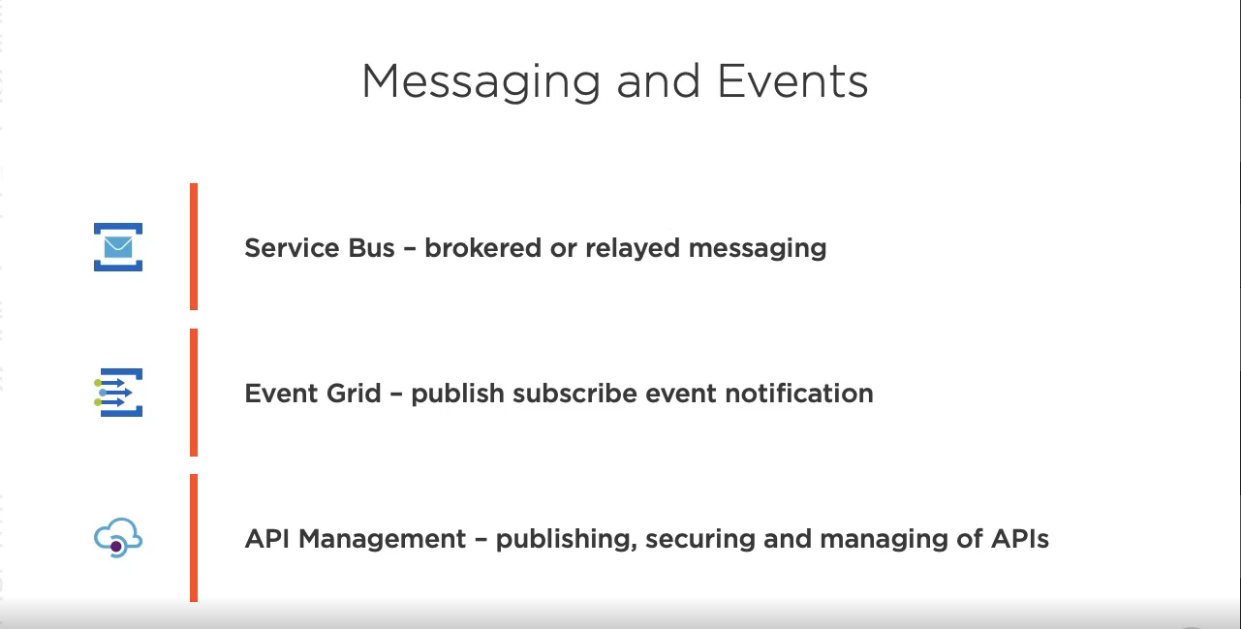 Messaging and Events
Service Bus – brokered or relayed messaging
Event Grid – publish subscribe event notification
API Management – publishing, securing and managing of APIs